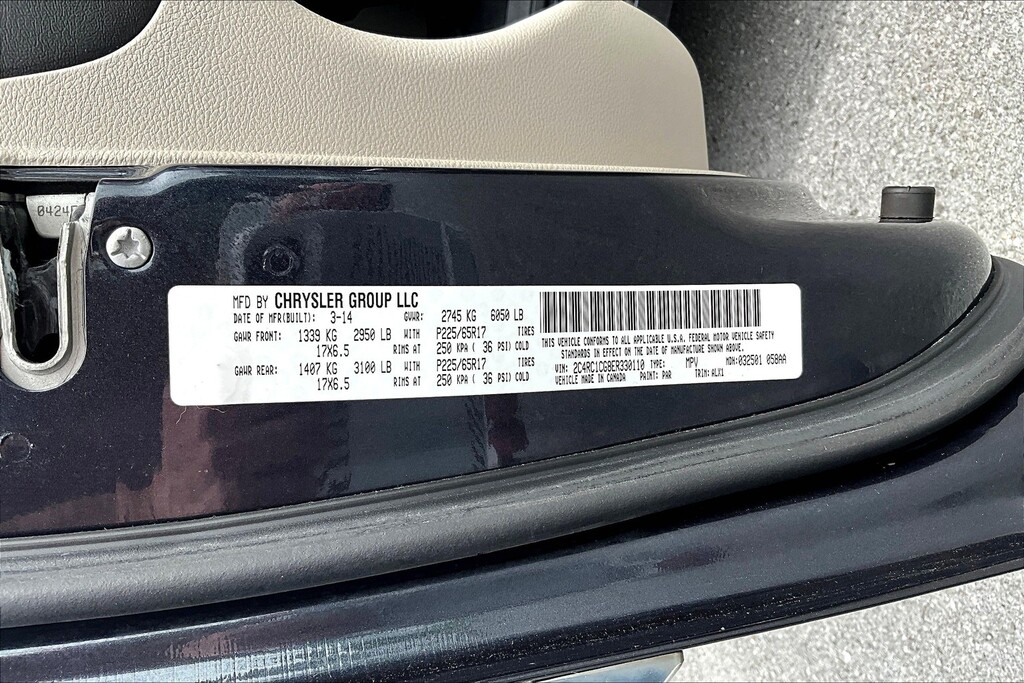 0424
MFD BY CHRYSLER GROUP LLC
DATE OF MFR(BUILT): 3-14 GVWR: 2745 KG 6050 LB
GAWR FRONT: 1339 KG 2950 LB WITH P225/65R17 TIRES
17X6.5 RIMS AT 250 KPA ( 36 PSI) COLD
GAWR REAR: 1407 KG 3100 LB WITH P225/65R17 TIRES
17X6.5 RIMS AT 250 KPA ( 36 PSI) COLD
THIS VEHICLE CONFORMS TO ALL APPLICABLE U.S.A. FEDERAL MOTOR VEHICLE SAFETY
STANDARDS IN EFFECT ON THE DATE OF MANUFACTURE SHOWN ABOVE.
VIN: 2C4RC1CG8ER330110 TYPE: MPV MDH: 032501 058AA
VEHICLE MADE IN CANADA PAINT: PAR TRIM: ALX1